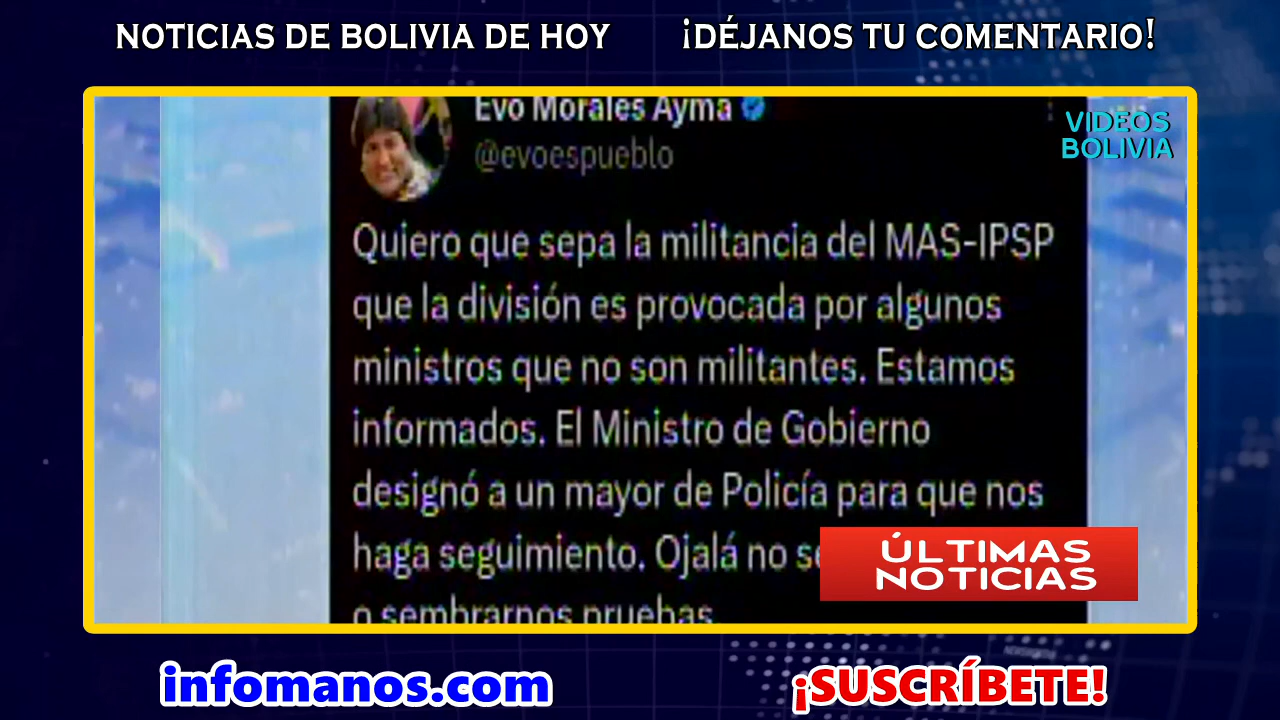 NOTICIAS DE BOLIVIA DE HOY
¡DÉJANOS TU COMENTARIO!
Evo Morales Ayma
@evoespueblo
VIDEOS
BOLIVIA
Quiero que sepa la militancia del MAS-IPSP
que la división es provocada por algunos
ministros que no son militantes. Estamos
informados. El Ministro de Gobierno
designó a un mayor de Policía para que nos
haga seguimiento. Ojalá no
o sembrarnos pruebas.
ÚLTIMAS
NOTICIAS
infomanos.com
¡SUSCRÍBETE!